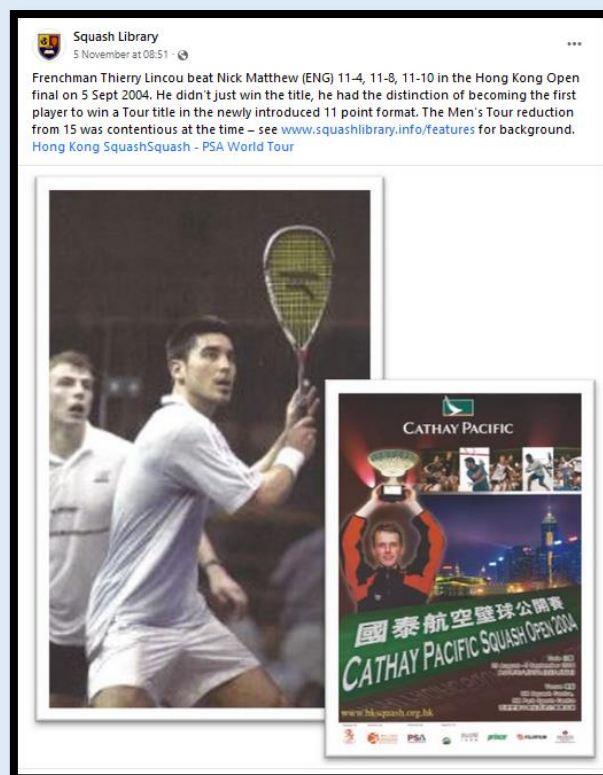 Squash Library
5 November at 08:51 ·
Frenchman Thierry Lincou beat Nick Matthew (ENG) 11-4, 11-8, 11-10 in the Hong Kong Open
final on 5 Sept 2004. He didn't just win the title, he had the distinction of becoming the first
player to win a Tour title in the newly introduced 11 point format. The Men's Tour reduction
from 15 was contentious at the time – see www.squashlibrary.info/features for background.
Hong Kong SquashSquash - PSA World Tour
CATHAY PACIFIC
國泰航空壁球公開賽
CATHAY PACIFIC SQUASH OPEN 2004
www.hksquash.org.hk
PSA
FUJIFILM